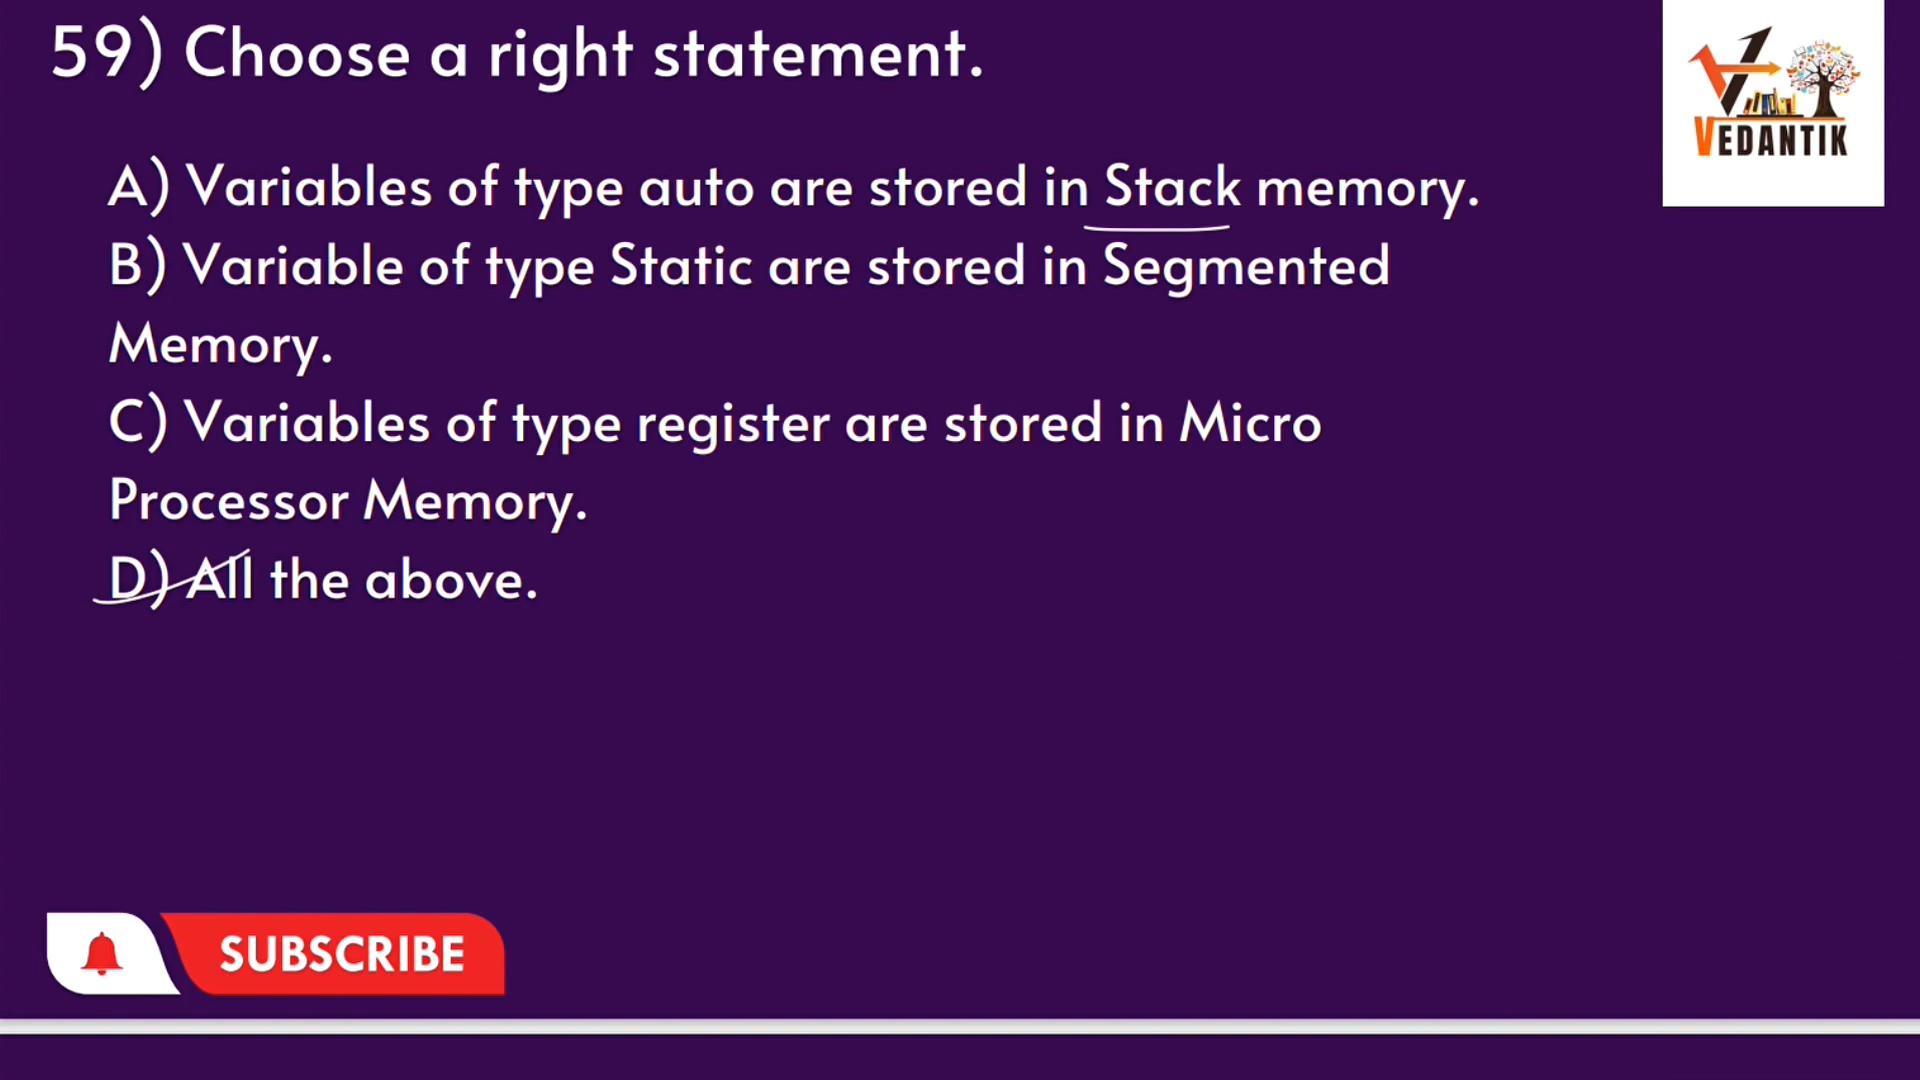 59) Choose a right statement.
VEDANTIK
A) Variables of type auto are stored in Stack memory.
B) Variable of type Static are stored in Segmented
Memory.
C) Variables of type register are stored in Micro
Processor Memory.
D) All the above.
SUBSCRIBE